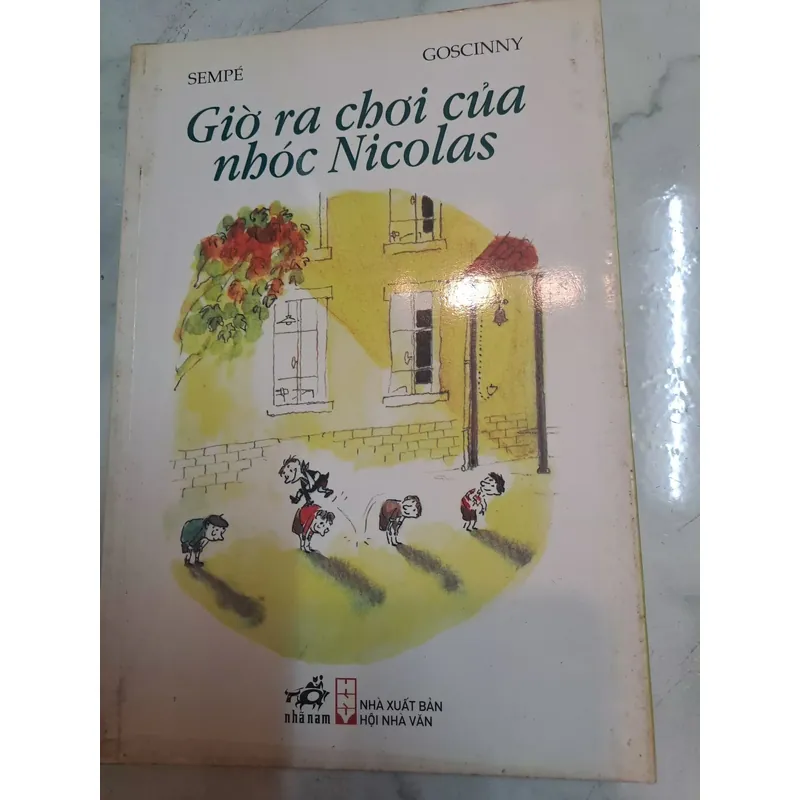 SEMPÉ
GOSCINNY
Giờ ra chơi của
nhóc Nicolas
nhã nam
NHÀ XUẤT BẢN
HỘI NHÀ VĂN